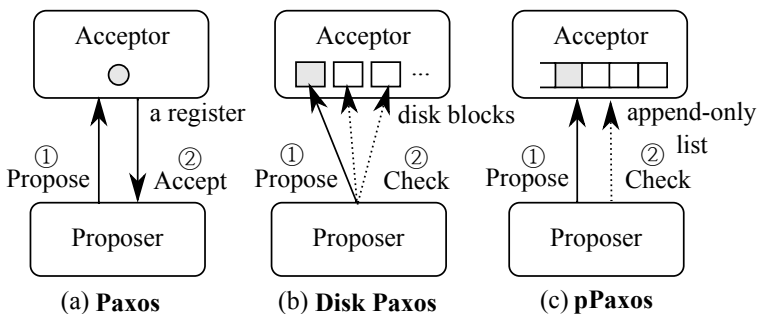 Acceptor
a register
① Propose
② Accept
Proposer
(a) Paxos
Acceptor
...
disk blocks
① Propose
② Check
Proposer
(b) Disk Paxos
Acceptor
append-only
list
① Propose
② Check
Proposer
(c) pPaxos